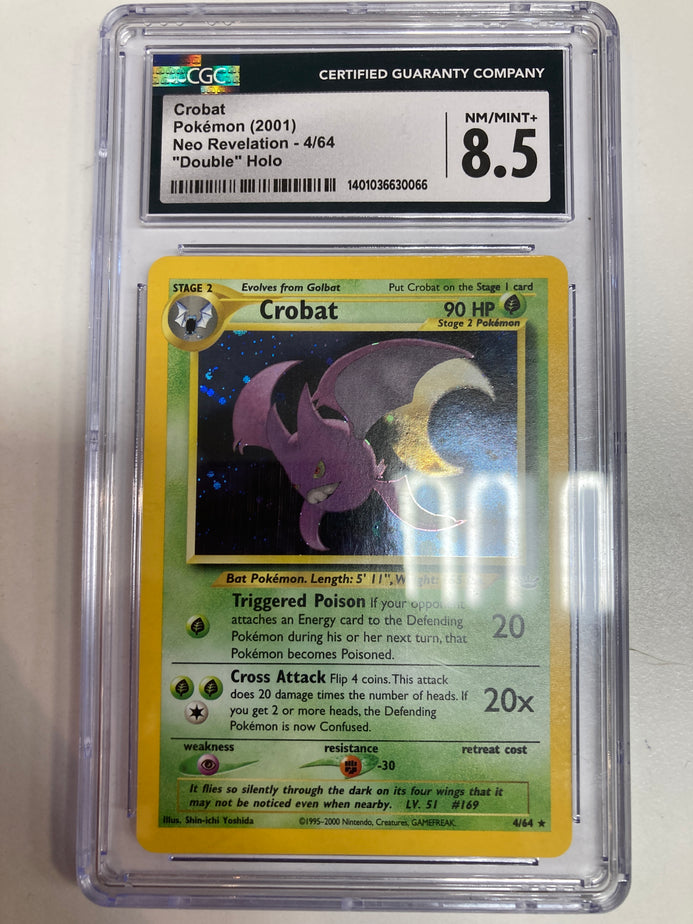 CGC
CERTIFIED GUARANTY COMPANY
Crobat
Pokémon (2001)
Neo Revelation - 4/64
"Double" Holo
1401036630066
NM/MINT+
8.5
STAGE 2 Evolves from Golbat Put Crobat on the Stage 1 card
Crobat 90 HP
Stage 2 Pokémon
Bat Pokémon. Length: 5' 11",
Triggered Poison If your opponent
attaches an Energy card to the Defending
Pokémon during his or her next turn, that
Pokémon becomes Poisoned.
20
Cross Attack Flip 4 coins. This attack
does 20 damage times the number of heads. If
you get 2 or more heads, the Defending
Pokémon is now Confused.
20x
weakness resistance retreat cost
-30
It flies so silently through the dark on its four wings that it
may not be noticed even when nearby. LV. 51 #169
Illus. Shin-ichi Yoshida ©1995-2000 Nintendo, Creatures, GAMEFREAK. 4/64 ★